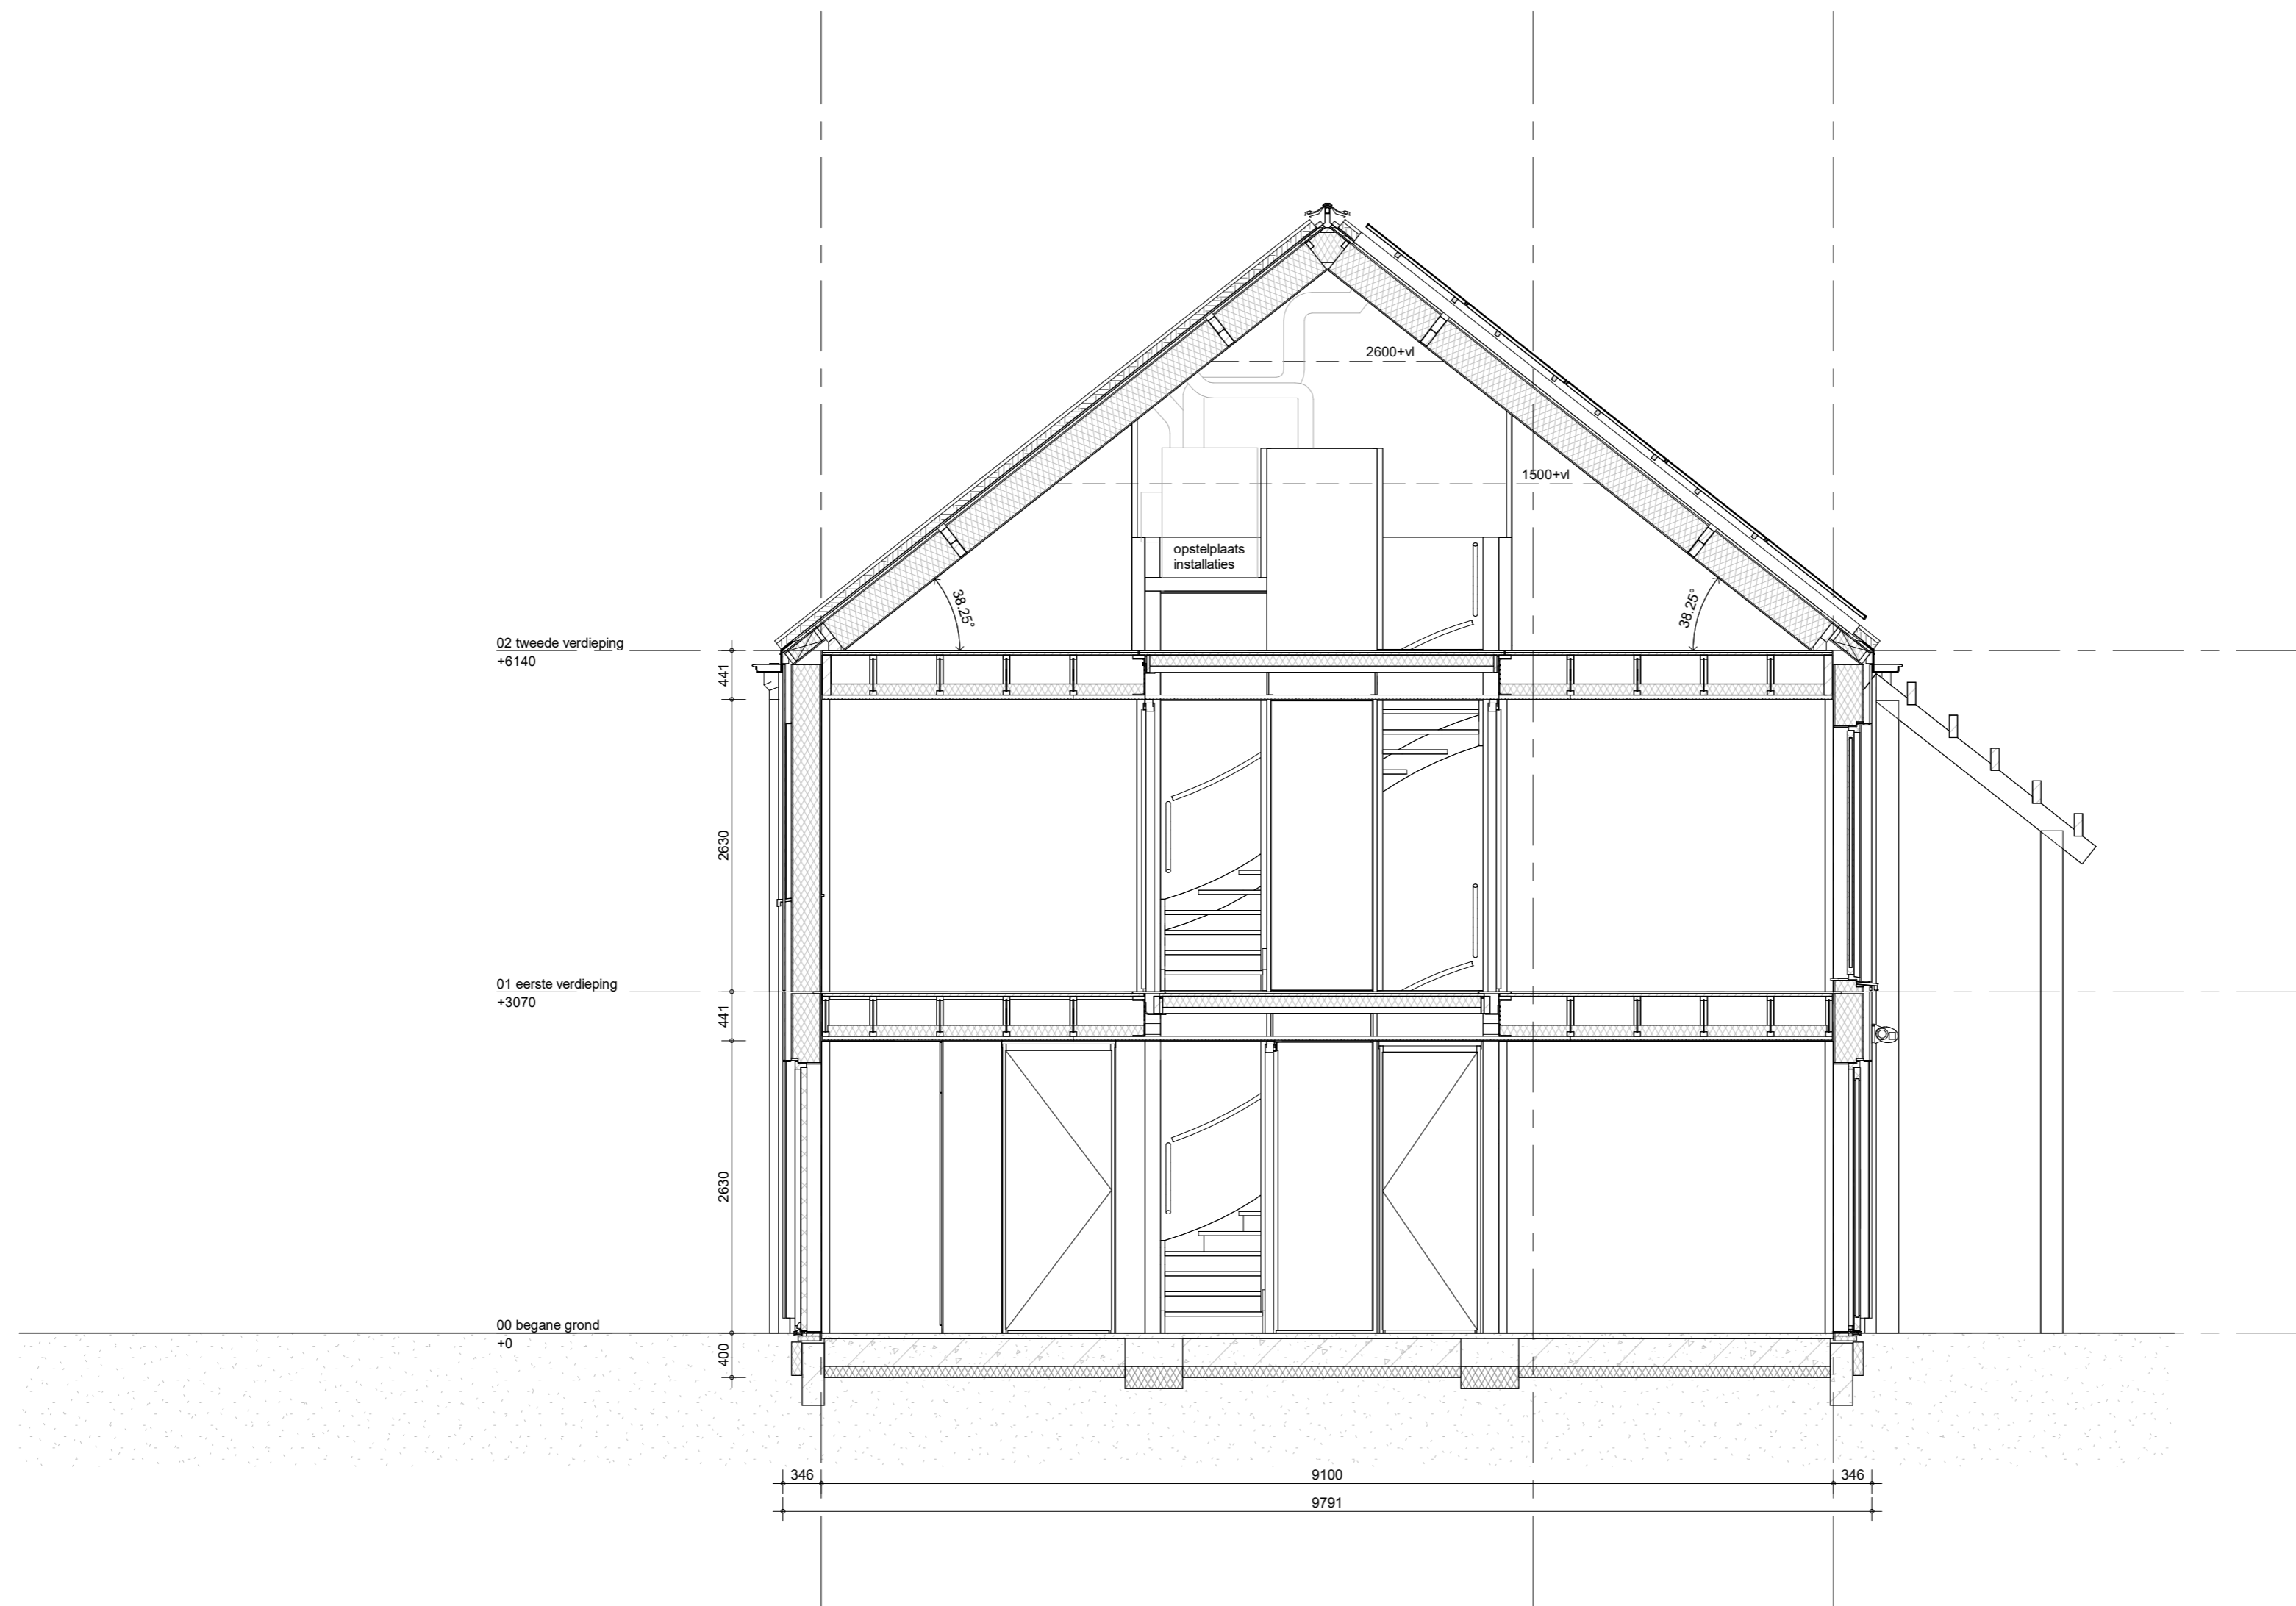 2600+vl
1500+vl
opstelplaats
installaties
38.25°
38.25°
02 tweede verdieping
+6140
441
2630
01 eerste verdieping
+3070
441
2630
00 begane grond
+0
400
346
9100
346
9791